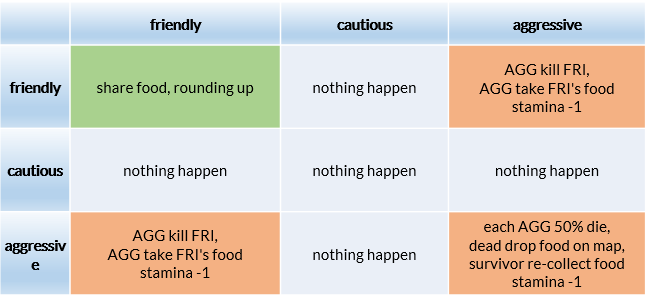 friendly cautious aggressive
friendly
share food, rounding up
nothing happen
AGG kill FRI,
AGG take FRI's food
stamina -1
cautious
nothing happen
nothing happen
nothing happen
aggressiv
e
AGG kill FRI,
AGG take FRI's food
stamina -1
nothing happen
each AGG 50% die,
dead drop food on map,
survivor re-collect food
stamina -1